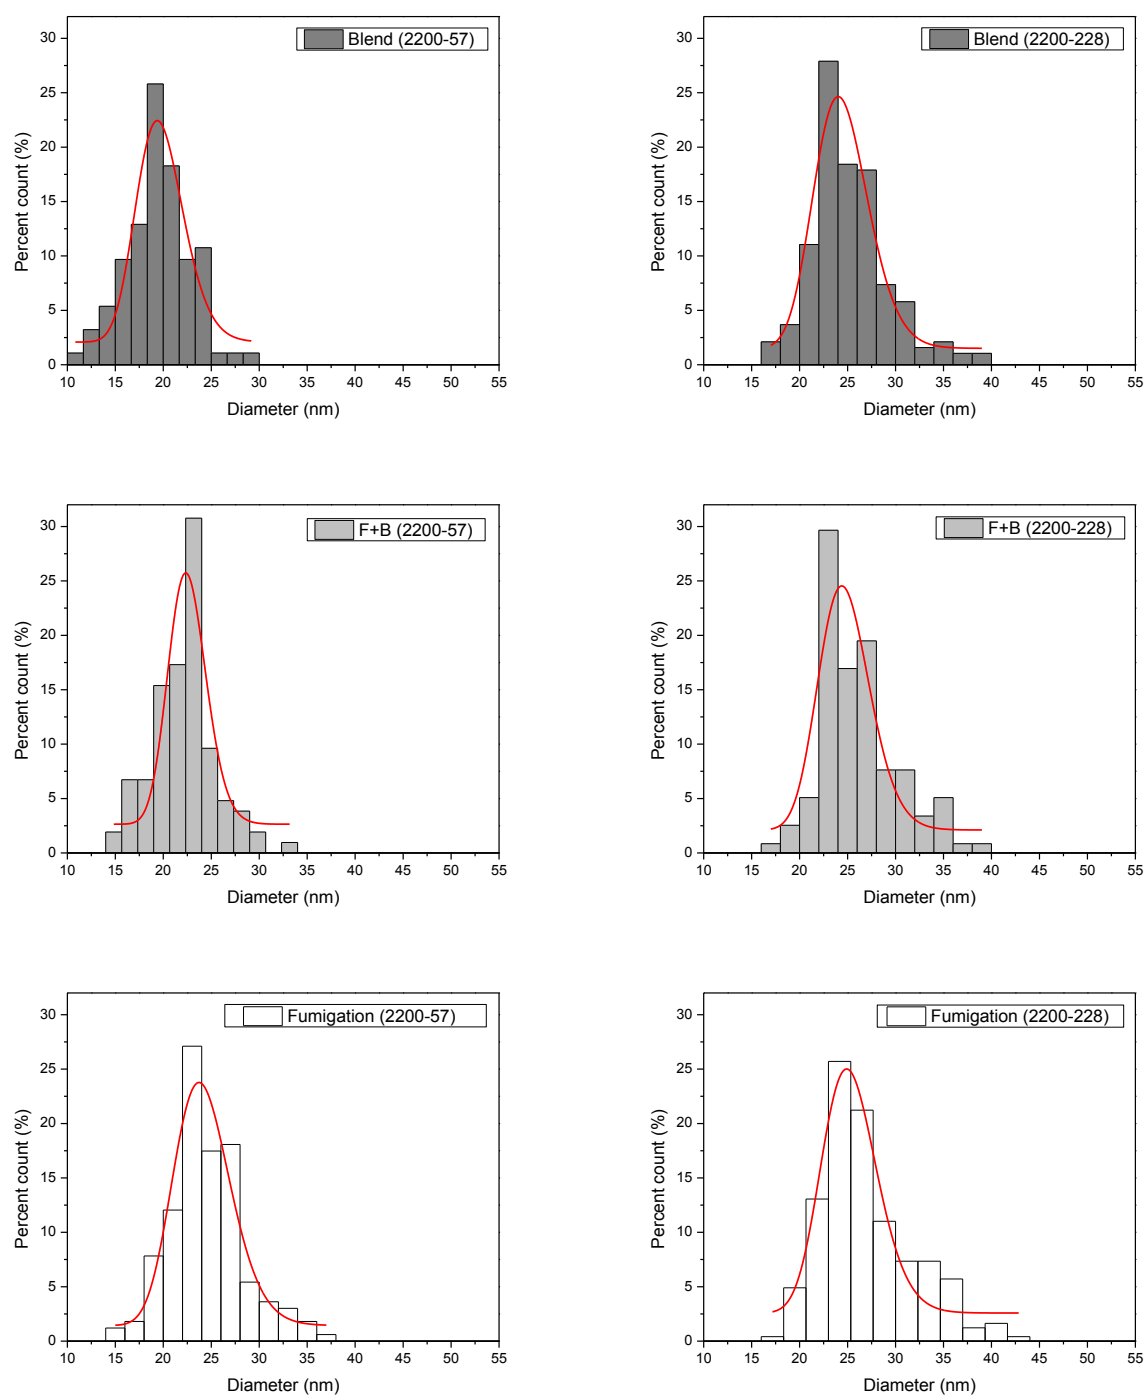 Blend (2200-57)
Percent count (%)
30
25
20
15
10
5
0
10 15 20 25 30 35 40 45 50 55
Diameter (nm)
Blend (2200-228)
Percent count (%)
30
25
20
15
10
5
0
10 15 20 25 30 35 40 45 50 55
Diameter (nm)
F+B (2200-57)
Percent count (%)
30
25
20
15
10
5
0
10 15 20 25 30 35 40 45 50 55
Diameter (nm)
F+B (2200-228)
Percent count (%)
30
25
20
15
10
5
0
10 15 20 25 30 35 40 45 50 55
Diameter (nm)
Fumigation (2200-57)
Percent count (%)
30
25
20
15
10
5
0
10 15 20 25 30 35 40 45 50 55
Diameter (nm)
Fumigation (2200-228)
Percent count (%)
30
25
20
15
10
5
0
10 15 20 25 30 35 40 45 50 55
Diameter (nm)